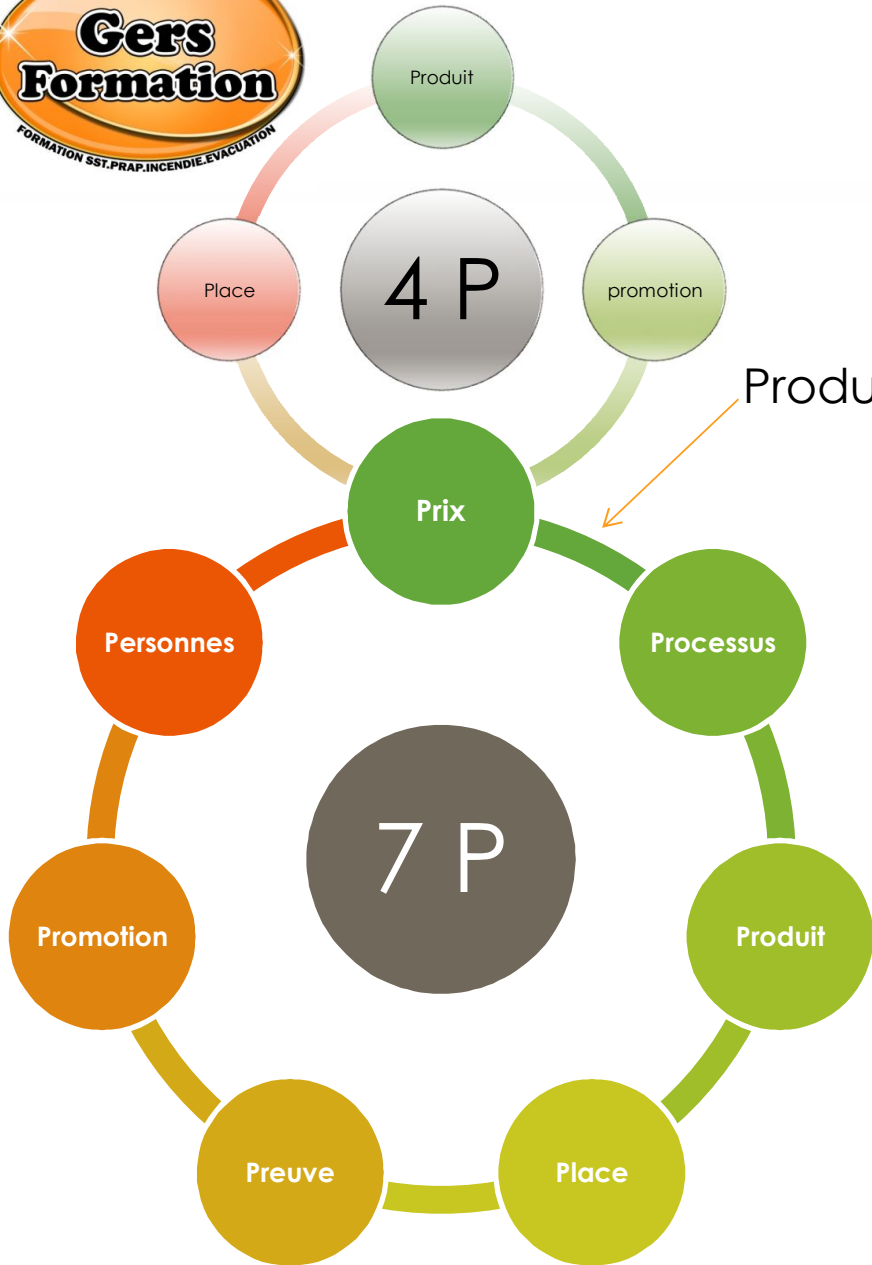 Gers
Formation
FORMATION SST.PRAP.INCENDIE.EVACUATION
Produit
Place
4 P
promotion
Produ
Prix
Personnes
Processus
7 P
Promotion
Produit
Preuve
Place